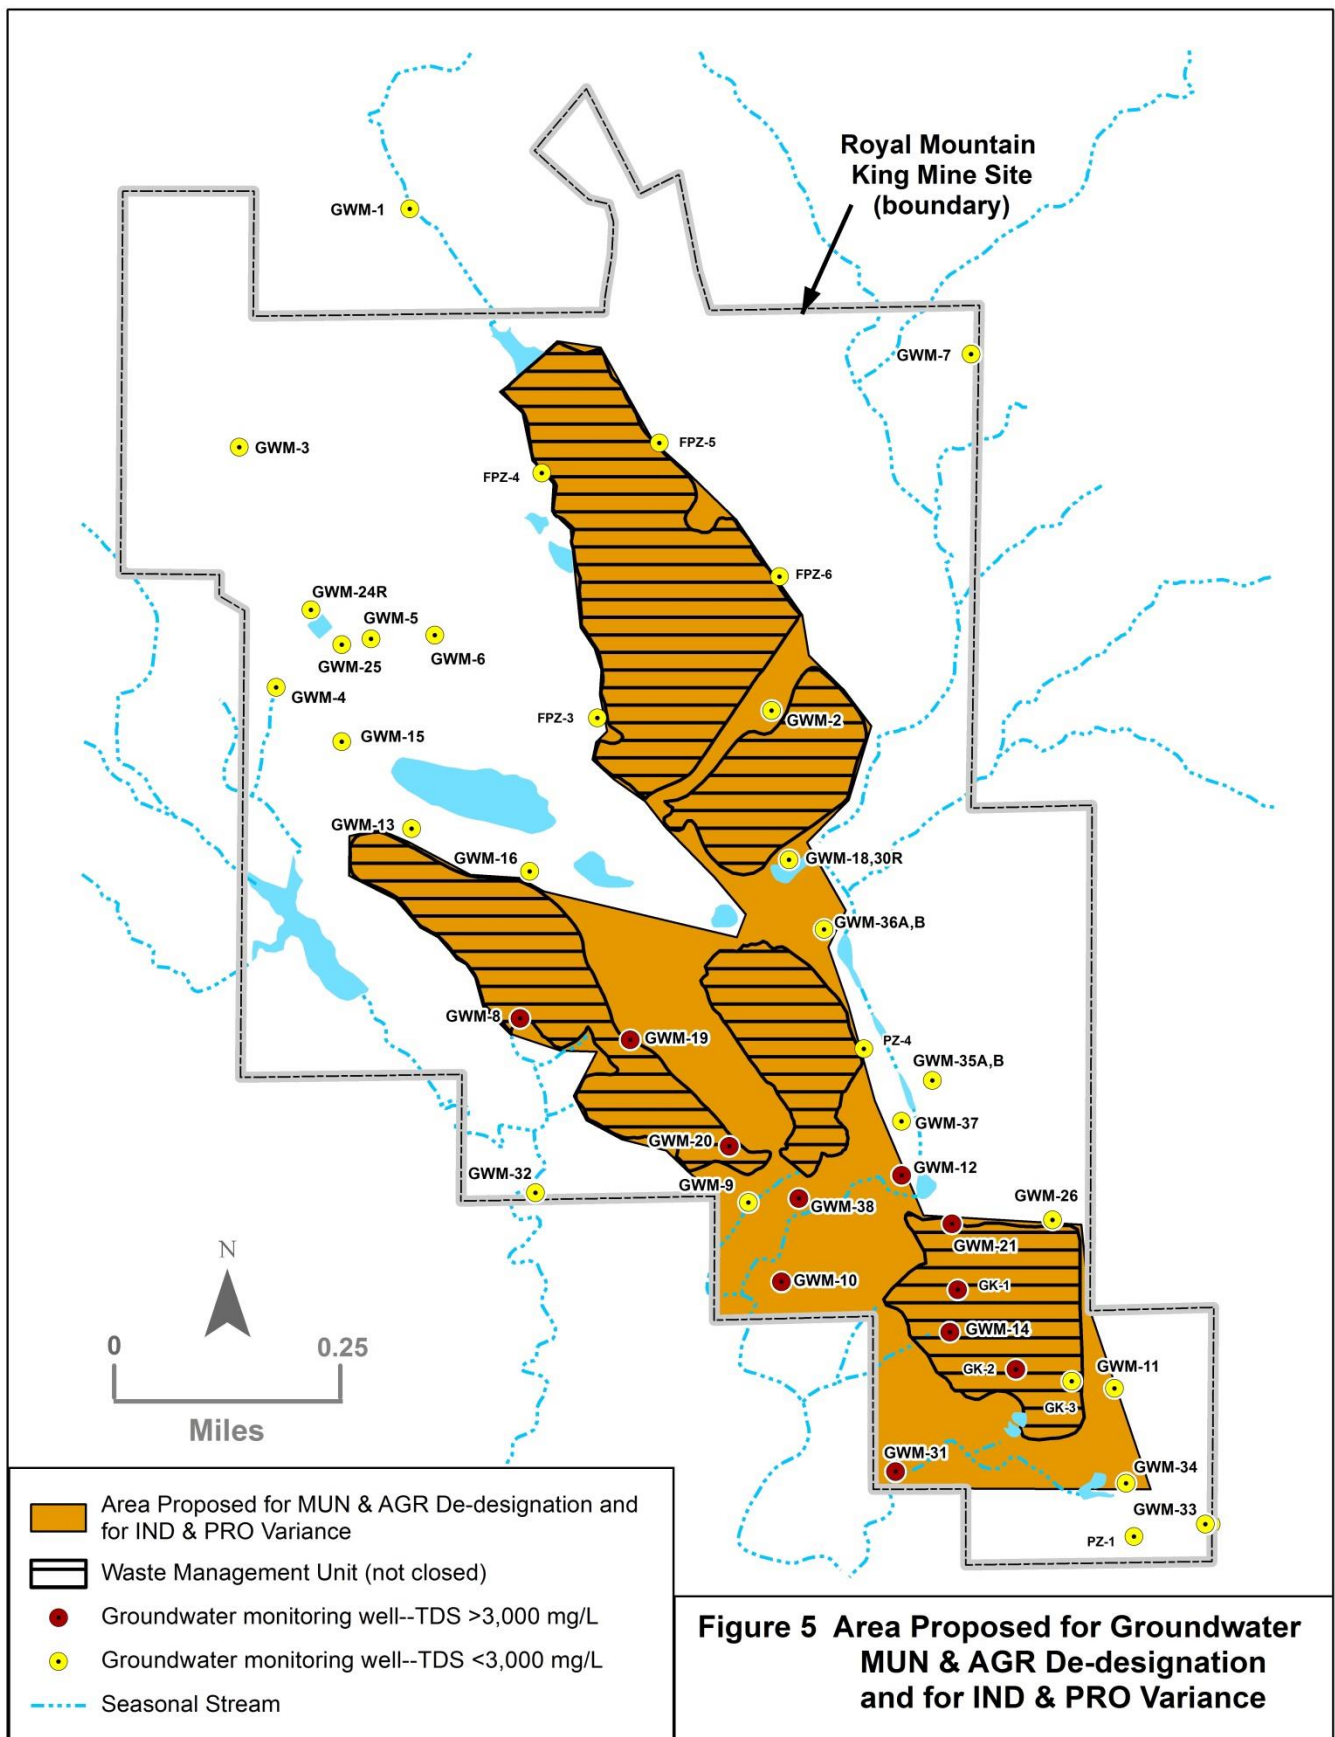 Royal Mountain
King Mine Site
(boundary)
GWM-1
GWM-7
GWM-3
FPZ-5
FPZ-4
FPZ-6
GWM-24R
GWM-5
GWM-25
GWM-6
GWM-4
FPZ-3
GWM-2
GWM-15
GWM-13
GWM-16
GWM-18,30R
GWM-36A,B
GWM-8
GWM-19
PZ-4
GWM-35A,B
GWM-37
GWM-20
GWM-12
GWM-32
GWM-9
GWM-38
GWM-26
GWM-21
GWM-10
GK-1
GWM-14
GK-2
GWM-11
GK-3
GWM-31
GWM-34
GWM-33
PZ-1
N
0 0.25
Miles
Area Proposed for MUN & AGR De-designation and
for IND & PRO Variance
Waste Management Unit (not closed)
Groundwater monitoring well--TDS >3,000 mg/L
Groundwater monitoring well--TDS <3,000 mg/L
Seasonal Stream
Figure 5 Area Proposed for Groundwater
MUN & AGR De-designation
and for IND & PRO Variance